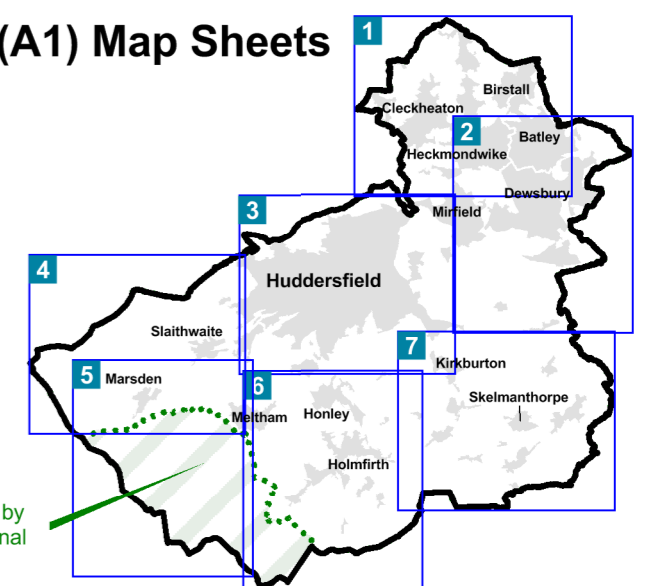 (A1) Map Sheets
1
Birstall
Cleckheaton
2
Batley
Heckmondwike
Dewsbury
3
Mirfield
4
Huddersfield
Slaithwaite
7
Kirkburton
5
Marsden
6
Skelmanthorpe
Meltham
Honley
Holmfirth
by
nal